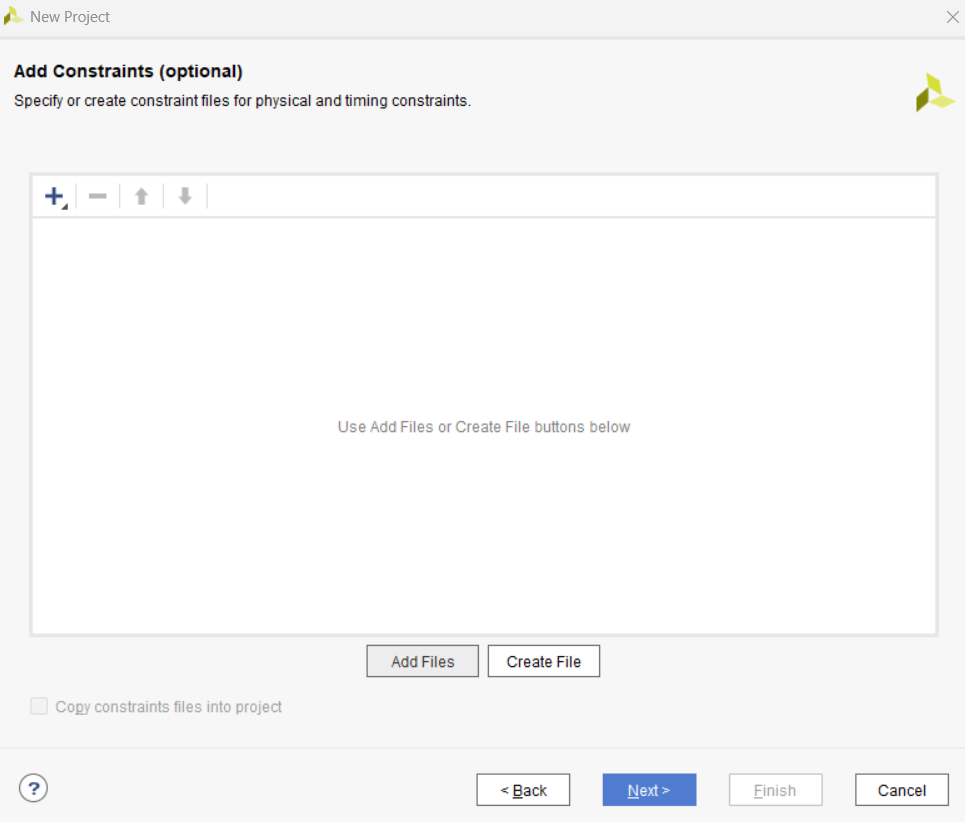 New Project
Add Constraints (optional)
Specify or create constraint files for physical and timing constraints.
Use Add Files or Create File buttons below
Add Files
Create File
Copy constraints files into project
?
< Back
Next >
Finish
Cancel